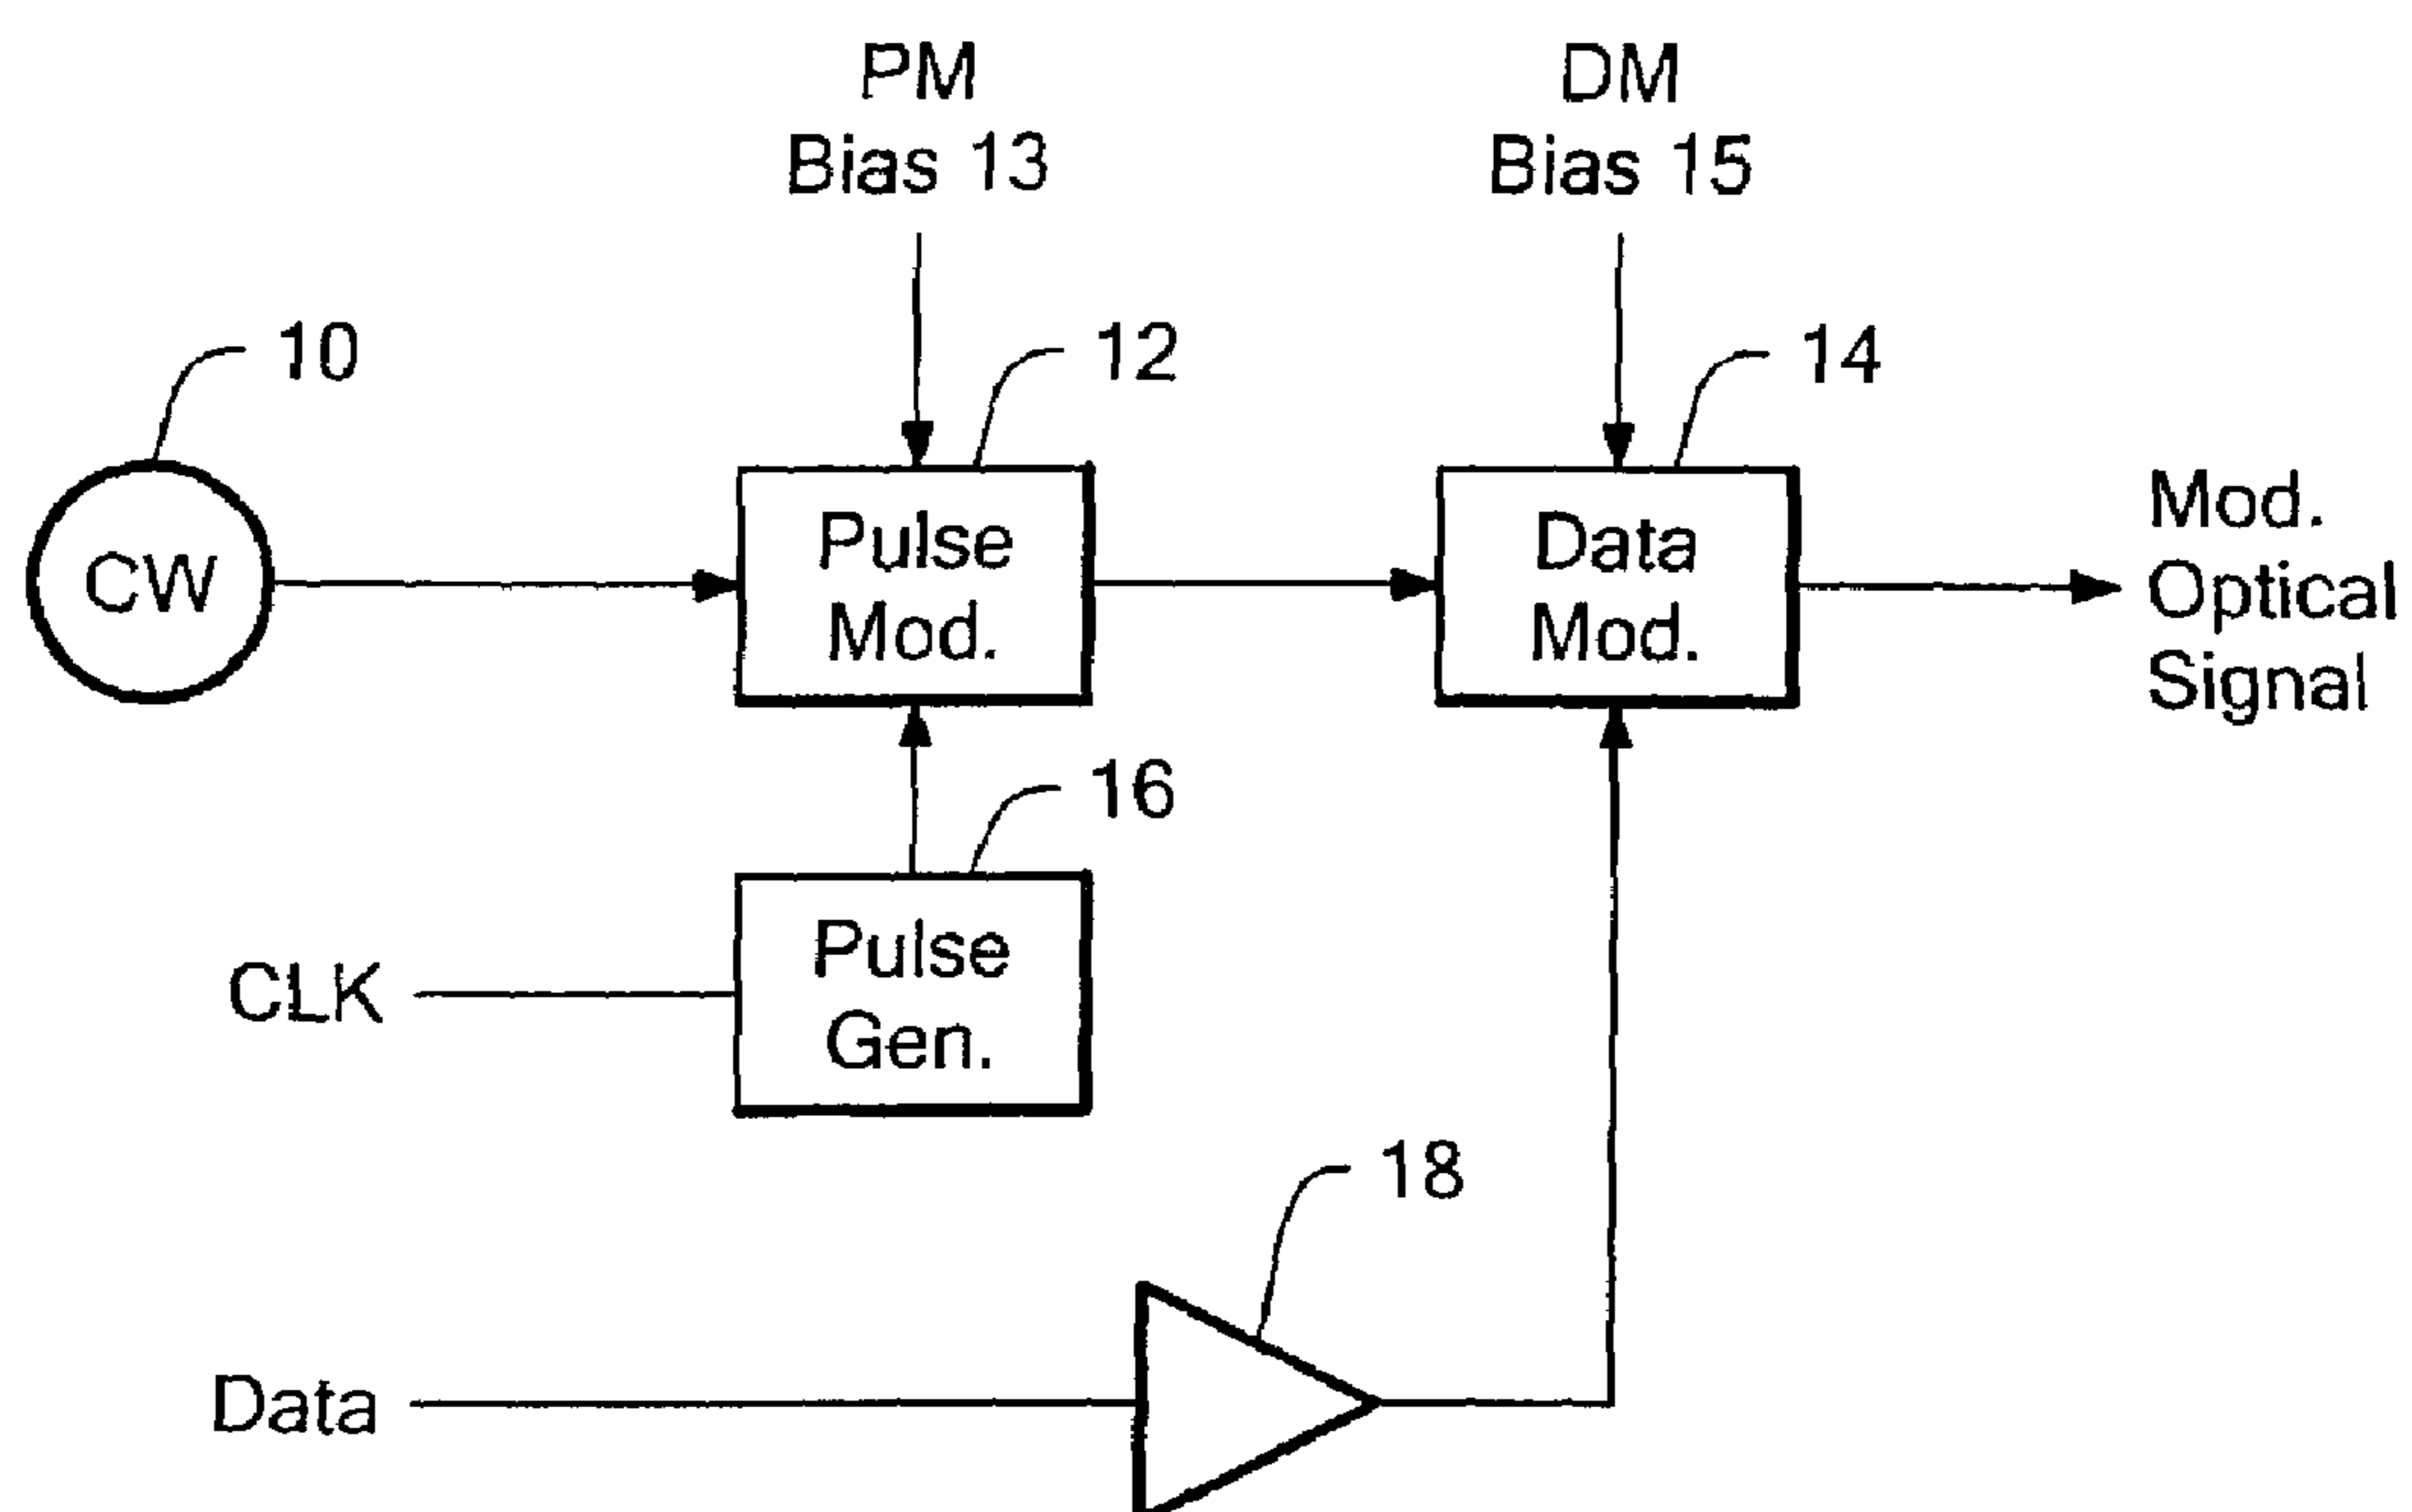 PM
Bias 13
DM
Bias 15
10
12
14
CW
Pulse
Mod.
Data
Mod.
Mod.
Optical
Signal
16
CLK
Pulse
Gen.
18
Data